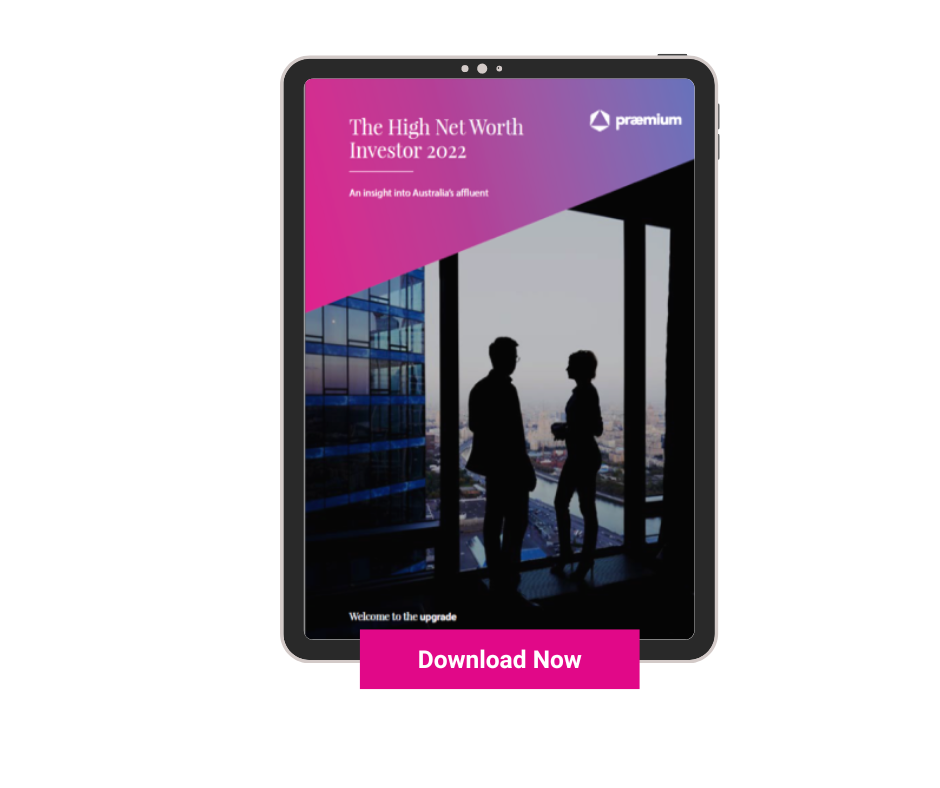 The High Net Worth
Investor 2022
præmium
An insight into Australia's affluent
Welcome to the upgrade
Download Now